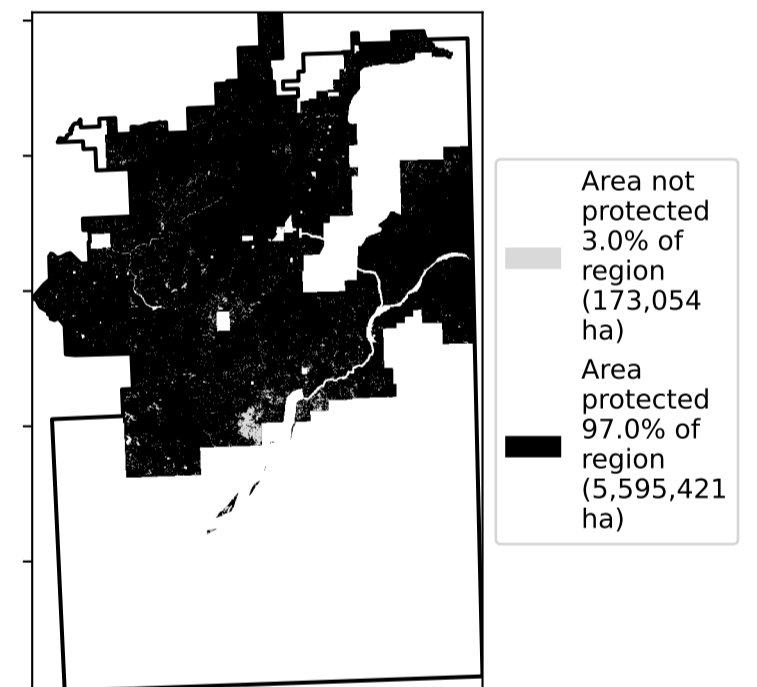 Area not
protected
3.0% of
region
(173,054
ha)
Area
protected
97.0% of
region
(5,595,421
ha)